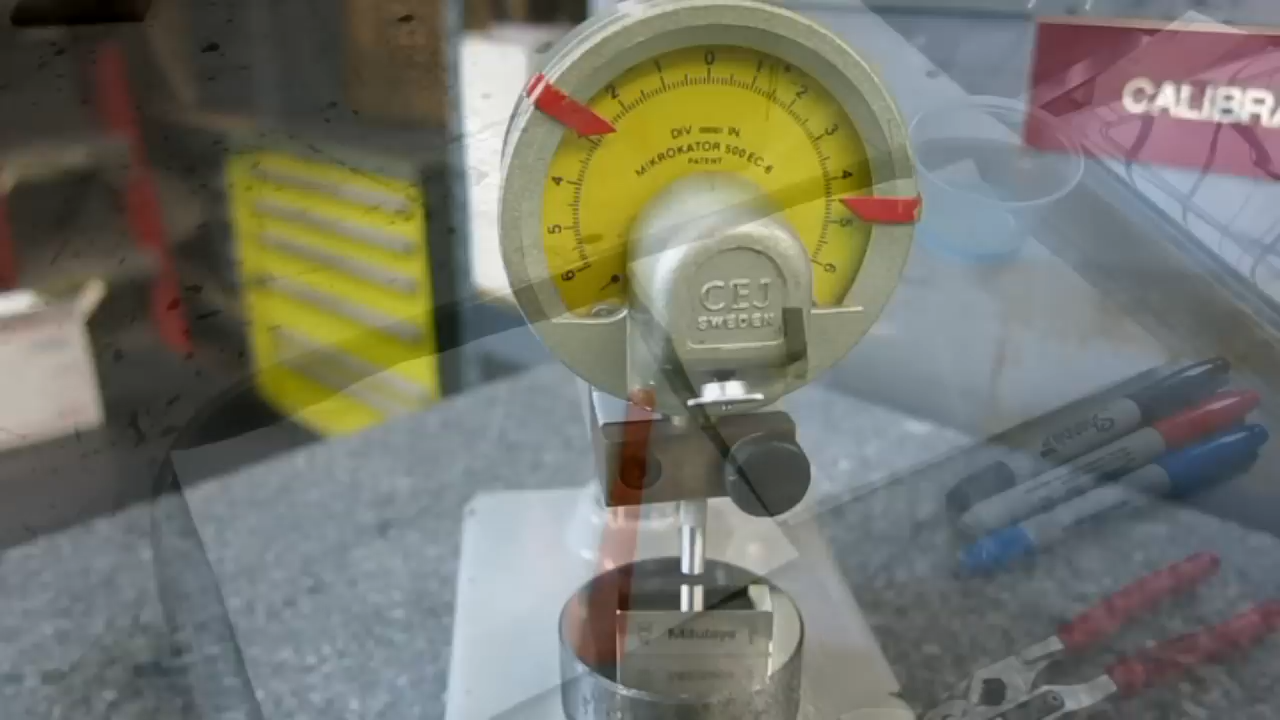 CALIBRA
2 1 0 1 2
3
4 4
5 5
6 6
DIV IN
MIKROKATOR 500 EC-6
PATENT
CEJ
SWEDEN
Sharpie
Mitutoyo